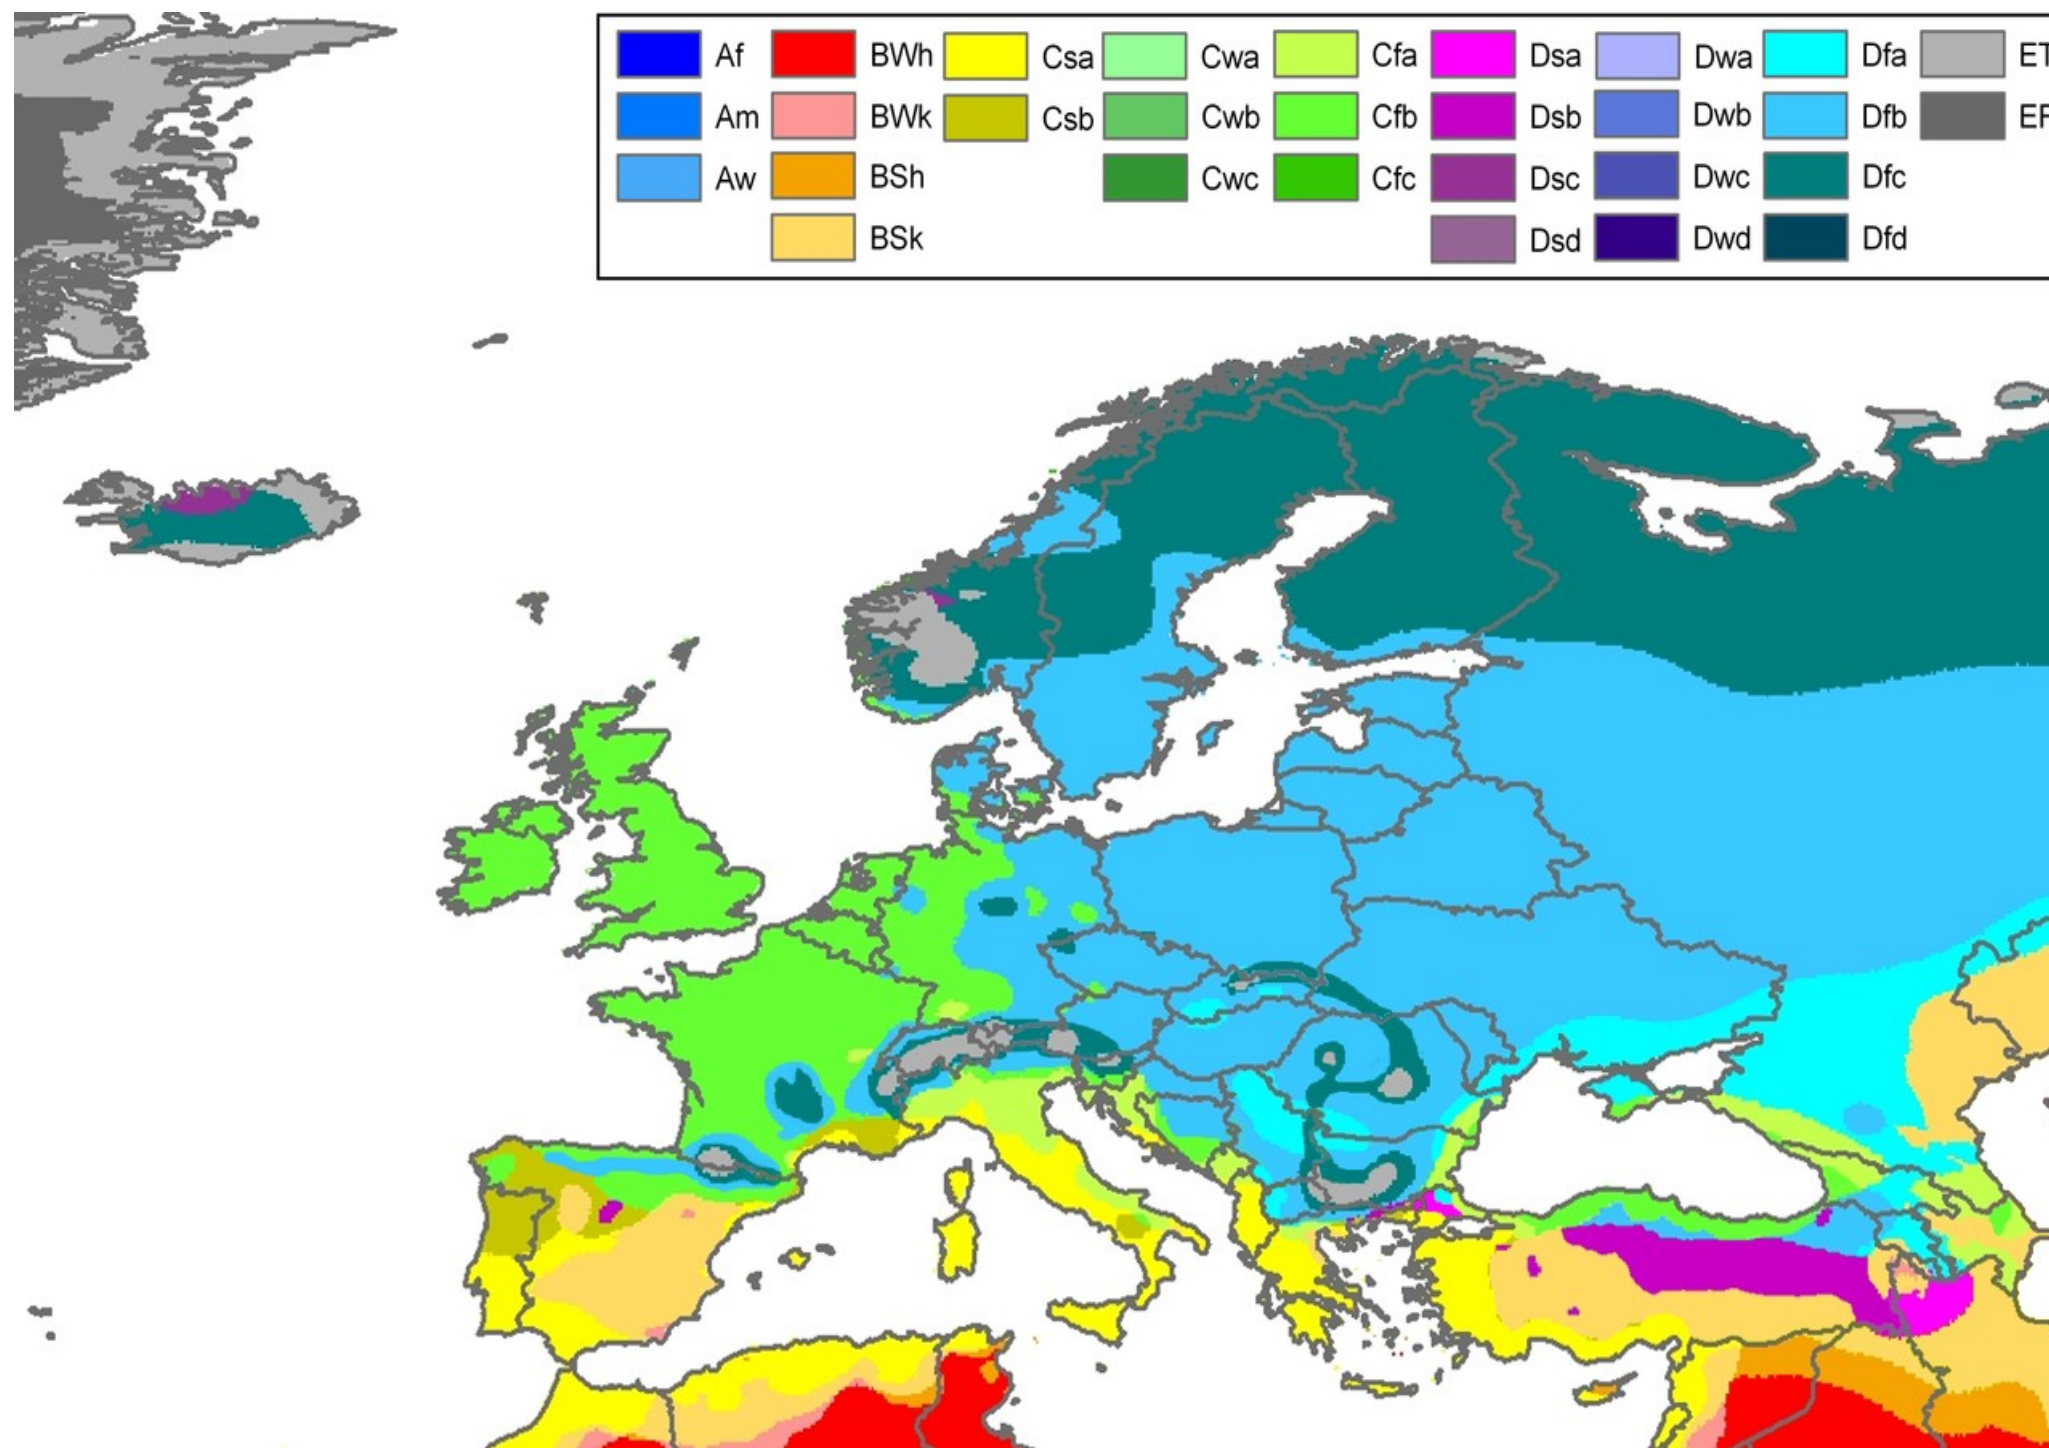 Af BWh Csa Cwa Cfa Dsa Dwa Dfa ET
Am BWk Csb Cwb Cfb Dsb Dwb Dfb
Aw BSh Cwc Cfc Dsc Dwc Dfc
BSk Dsd Dwd Dfd